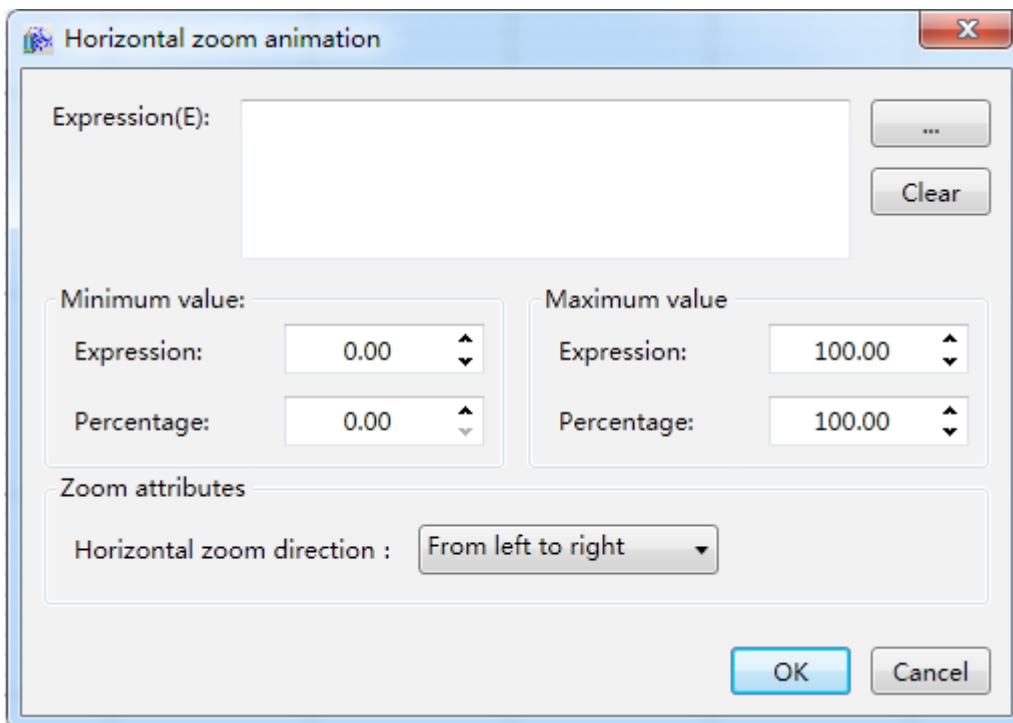 Horizontal zoom animation
Expression(E):
...
Clear
Minimum value:
Maximum value
Expression: 0.00
Expression: 100.00
Percentage: 0.00
Percentage: 100.00
Zoom attributes
Horizontal zoom direction : From left to right
OK
Cancel